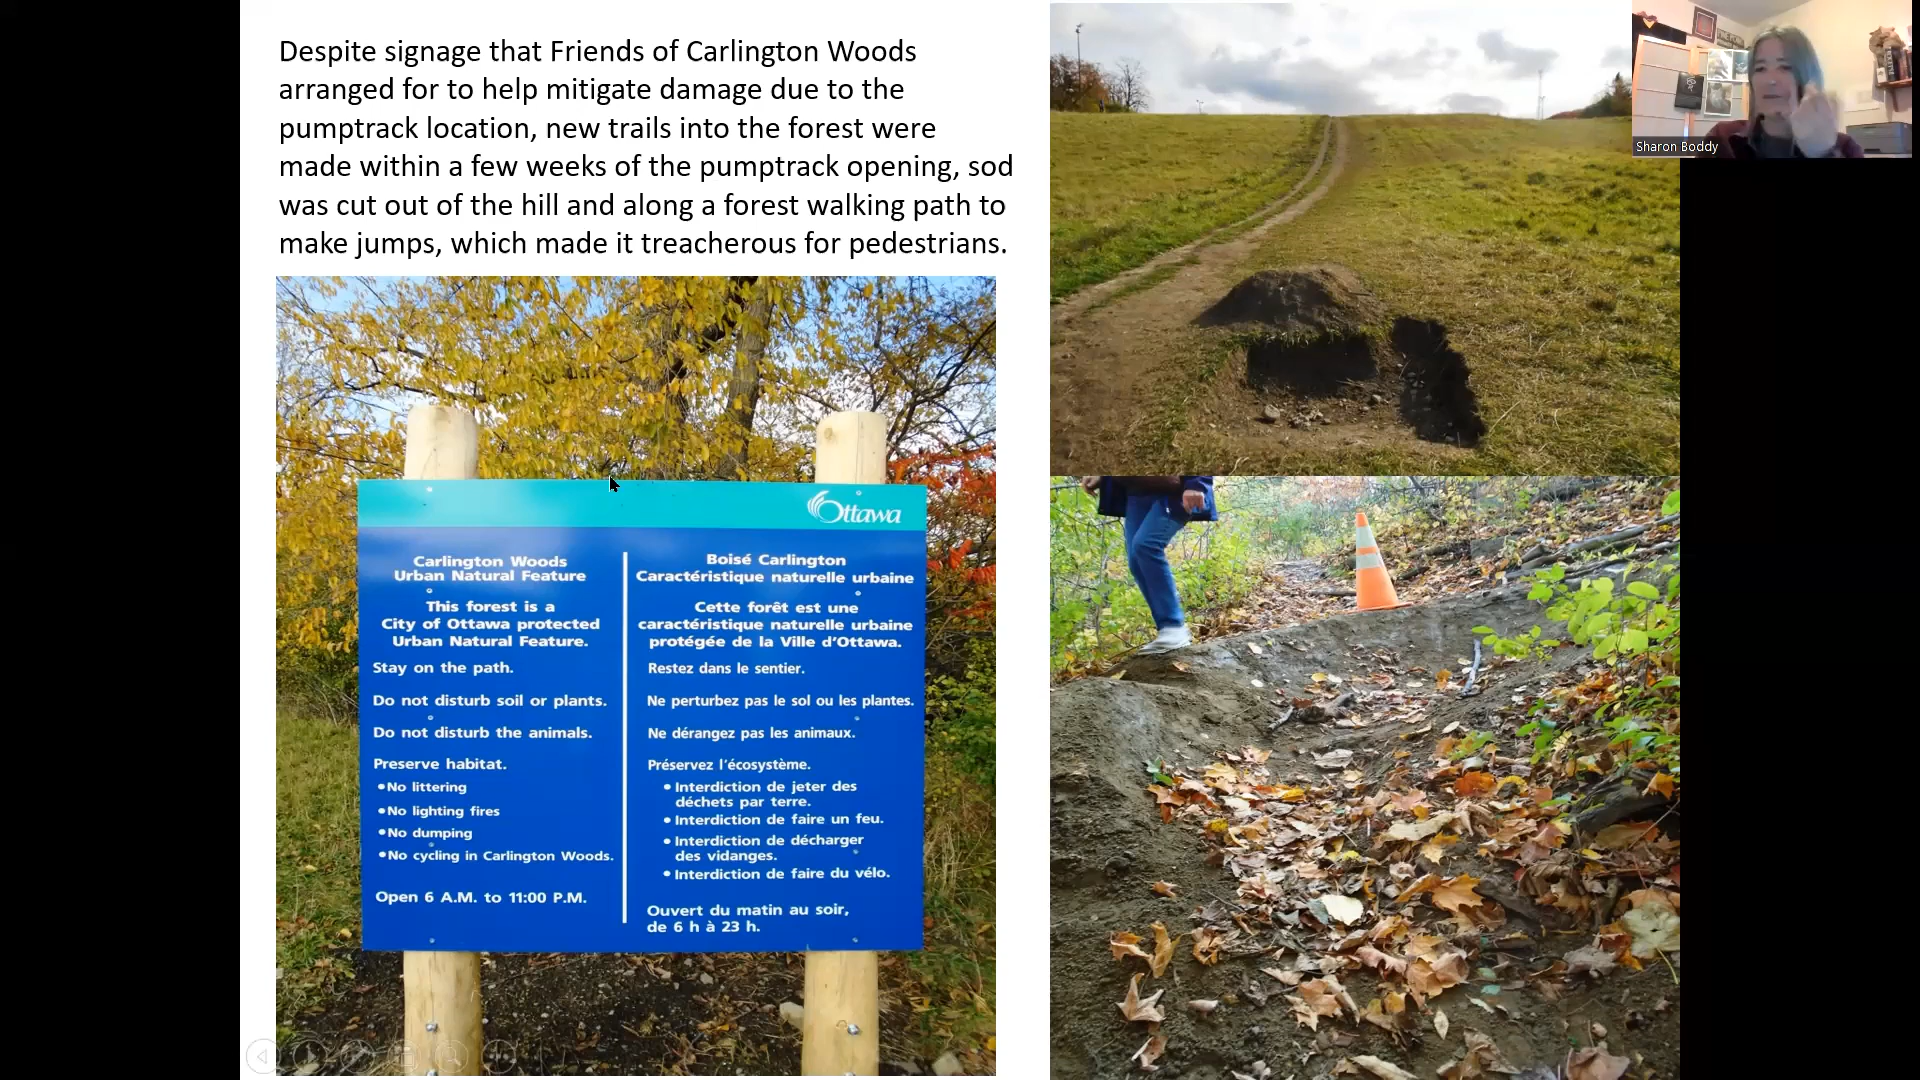 Despite signage that Friends of Carlington Woods
arranged for to help mitigate damage due to the
pumptrack location, new trails into the forest were
made within a few weeks of the pumptrack opening, sod
was cut out of the hill and along a forest walking path to
make jumps, which made it treacherous for pedestrians.
Sharon Boddy
Ottawa
Carlington Woods
Urban Natural Feature
This forest is a
City of Ottawa protected
Urban Natural Feature.
Stay on the path.
Do not disturb soil or plants.
Do not disturb the animals.
Preserve habitat.
•No littering
•No lighting fires
•No dumping
•No cycling in Carlington Woods.
Open 6 A.M. to 11:00 P.M.
Boisé Carlington
Caractéristique naturelle urbaine
Cette forêt est une
caractéristique naturelle urbaine
protégée de la Ville d'Ottawa.
Restez dans le sentier.
Ne perturbez pas le sol ou les plantes.
Ne dérangez pas les animaux.
Préservez l'écosystème.
• Interdiction de jeter des
déchets par terre.
• Interdiction de faire un feu.
• Interdiction de décharger
des vidanges.
• Interdiction de faire du vélo.
Ouvert du matin au soir,
de 6 h à 23 h.